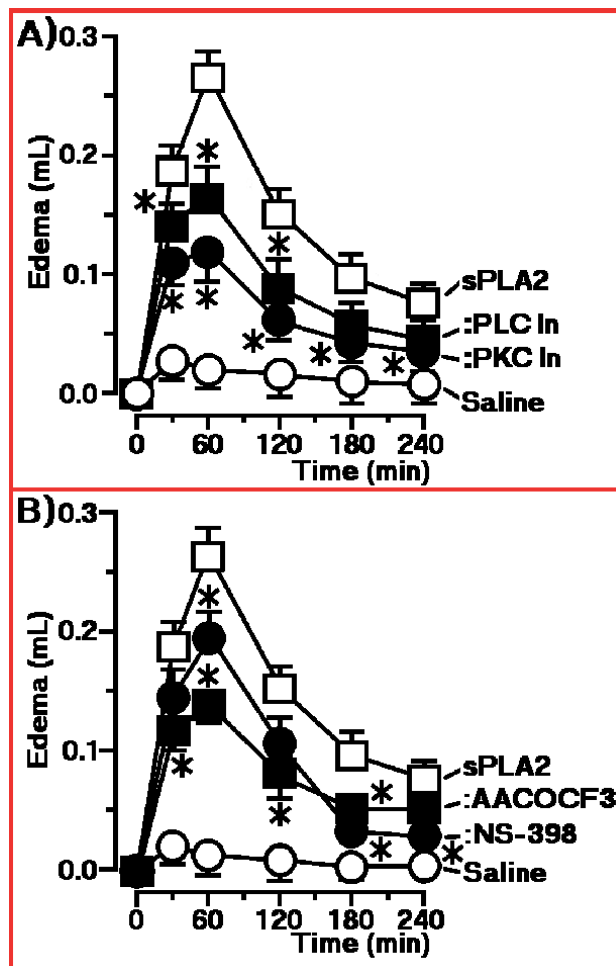 A)
0.3
0.2
0.1
0.0
Edema (mL)
*
*
*
*
*
*
*
*
sPLA2
:PLC In
:PKC In
Saline
0 60 120 180 240
Time (min)
B)
0.3
0.2
0.1
0.0
Edema (mL)
*
*
*
*
*
*
*
sPLA2
:AACOCF3
:NS-398
Saline
0 60 120 180 240
Time (min)